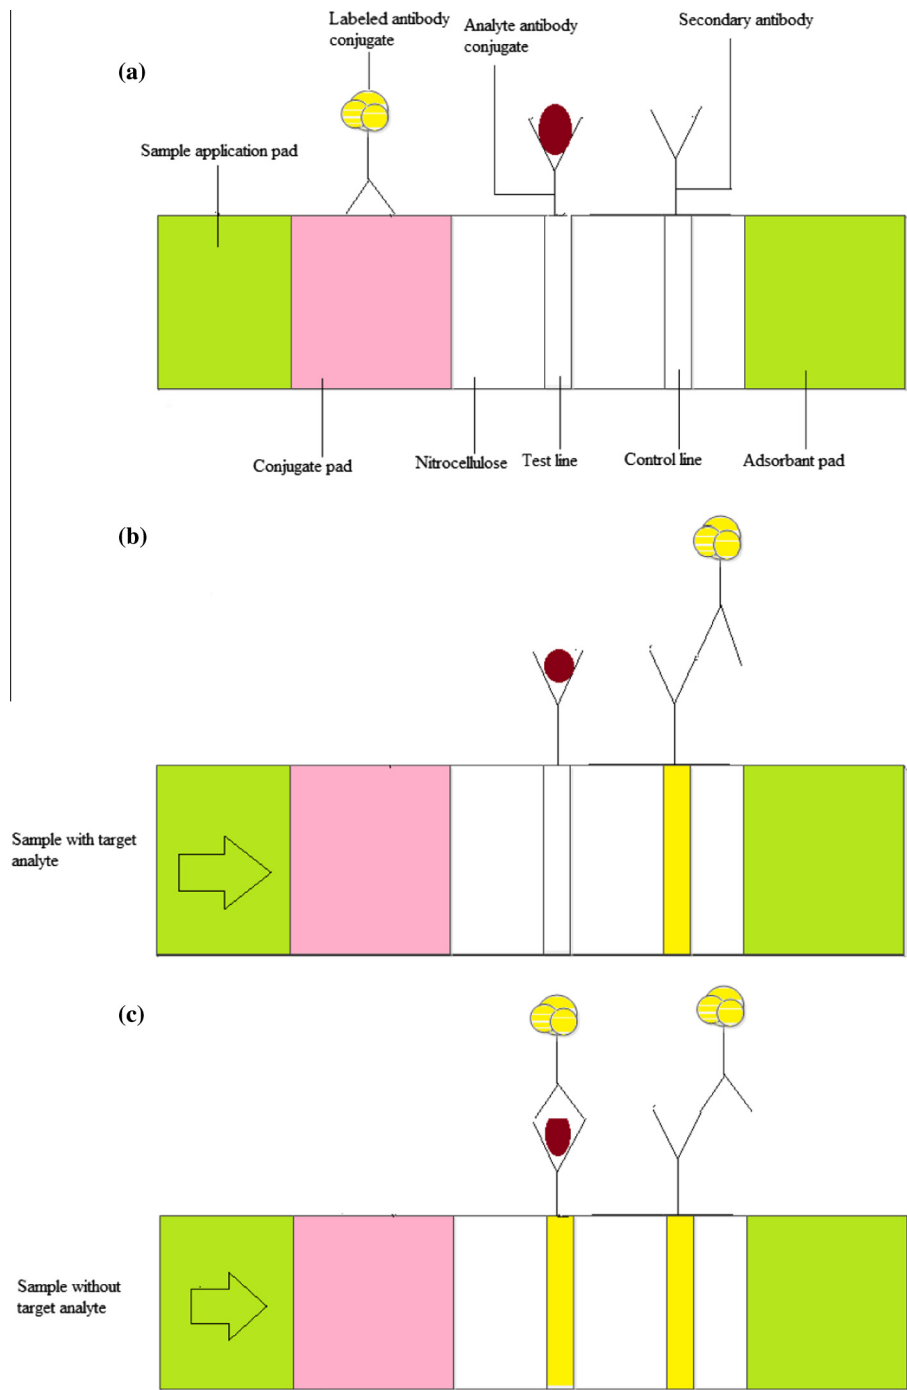 (a)
Labeled antibody
conjugate
Analyte antibody
conjugate
Secondary antibody
Sample application pad
Conjugate pad
Nitrocellulose
Test line
Control line
Adsorbant pad
(b)
Sample with target
analyte
(c)
Sample without
target analyte